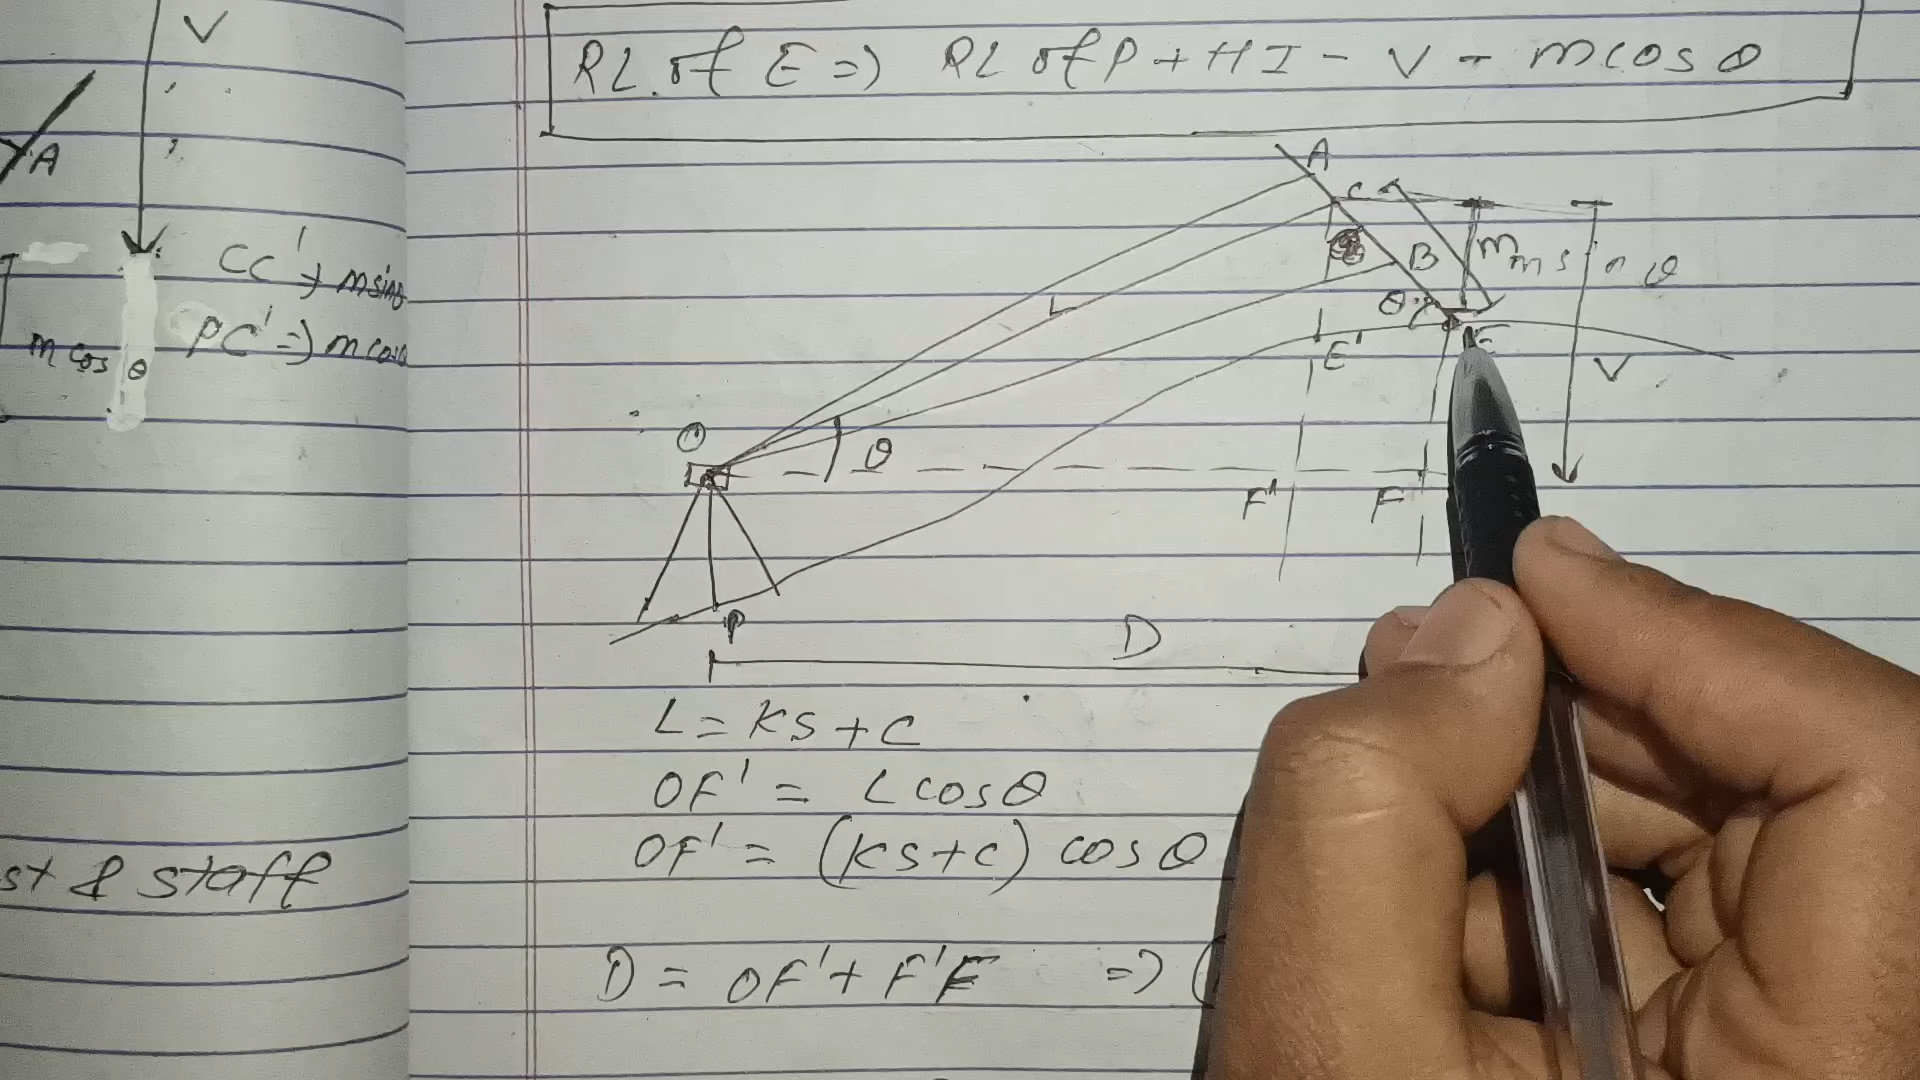 V
A
CC' → m sinθ
PC' => m cosθ
m cos θ
st & staff
RL. of E => RL of P + HI - V - m cos θ
A
C
B
m
m sin θ
θ
L
E'
E
V
O
θ
F'
F
P
D
L = KS + C
OF' = L cos θ
OF' = (KS + C) cos θ
D = OF' + F'F => (